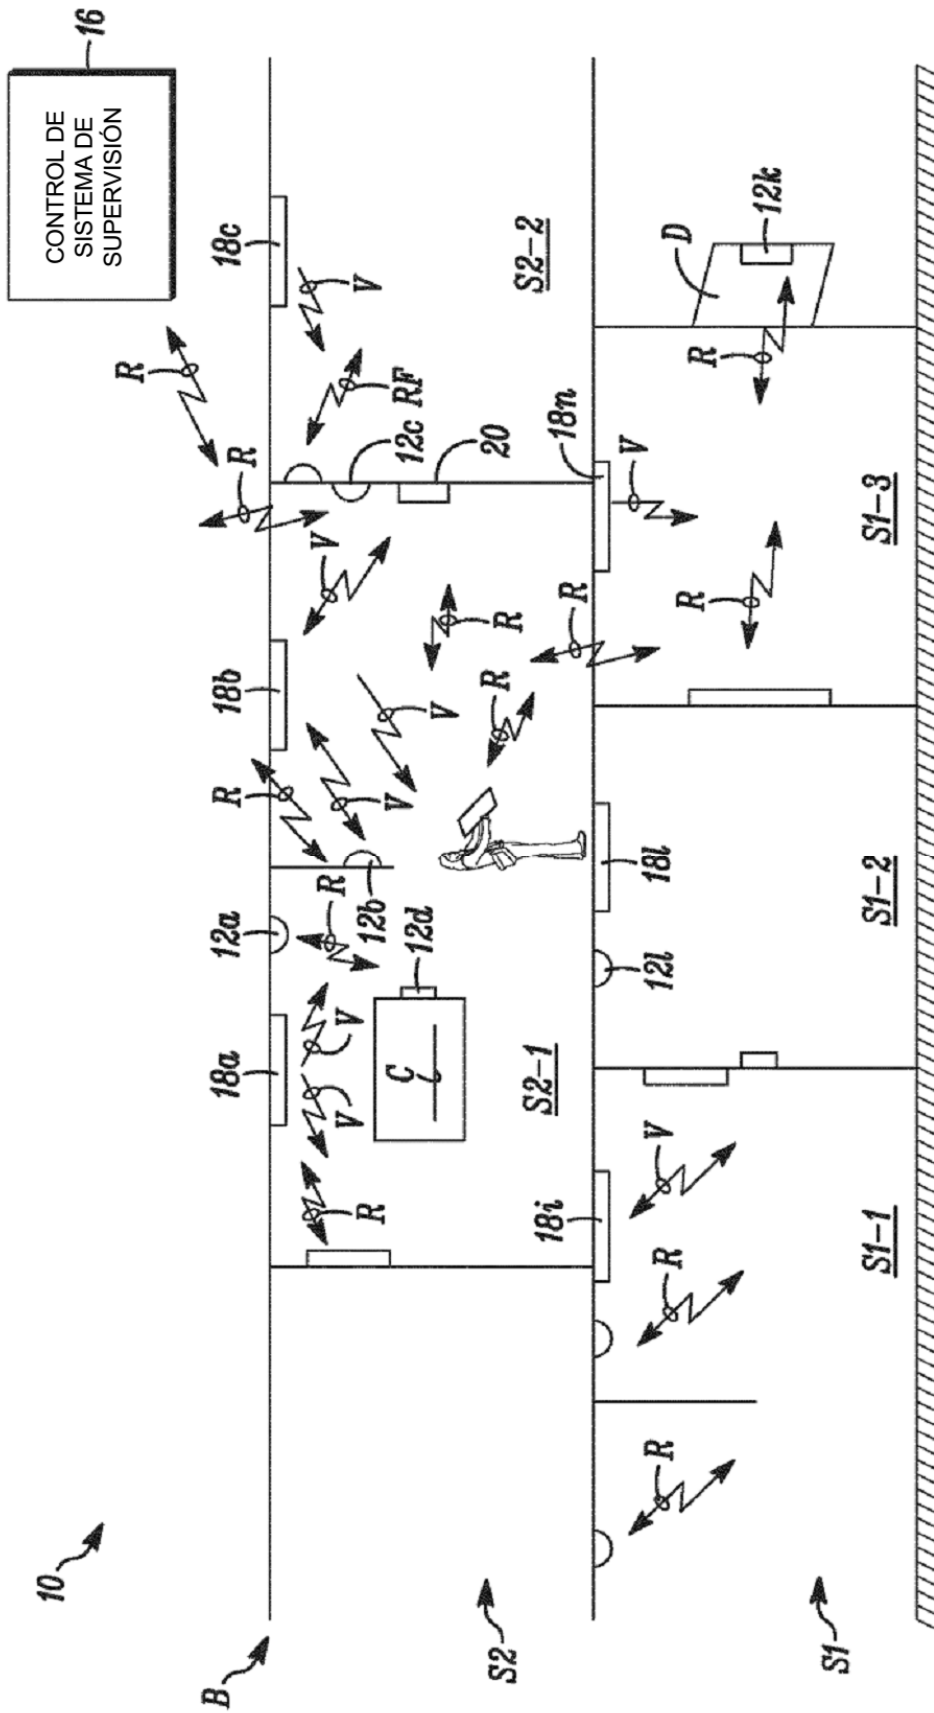 16
CONTROL DE
SISTEMA DE
SUPERVISIÓN
18c
V
S2-2
12k
D
R
R
RF
R
12c
20
R
18n
V
S1-3
V
R
R
R
18b
R
V
R
V
12a
R
12b
12d
18l
12l
S1-2
18a
V
V
C
S2-1
R
18i
V
R
S1-1
R
10
B
S2
S1